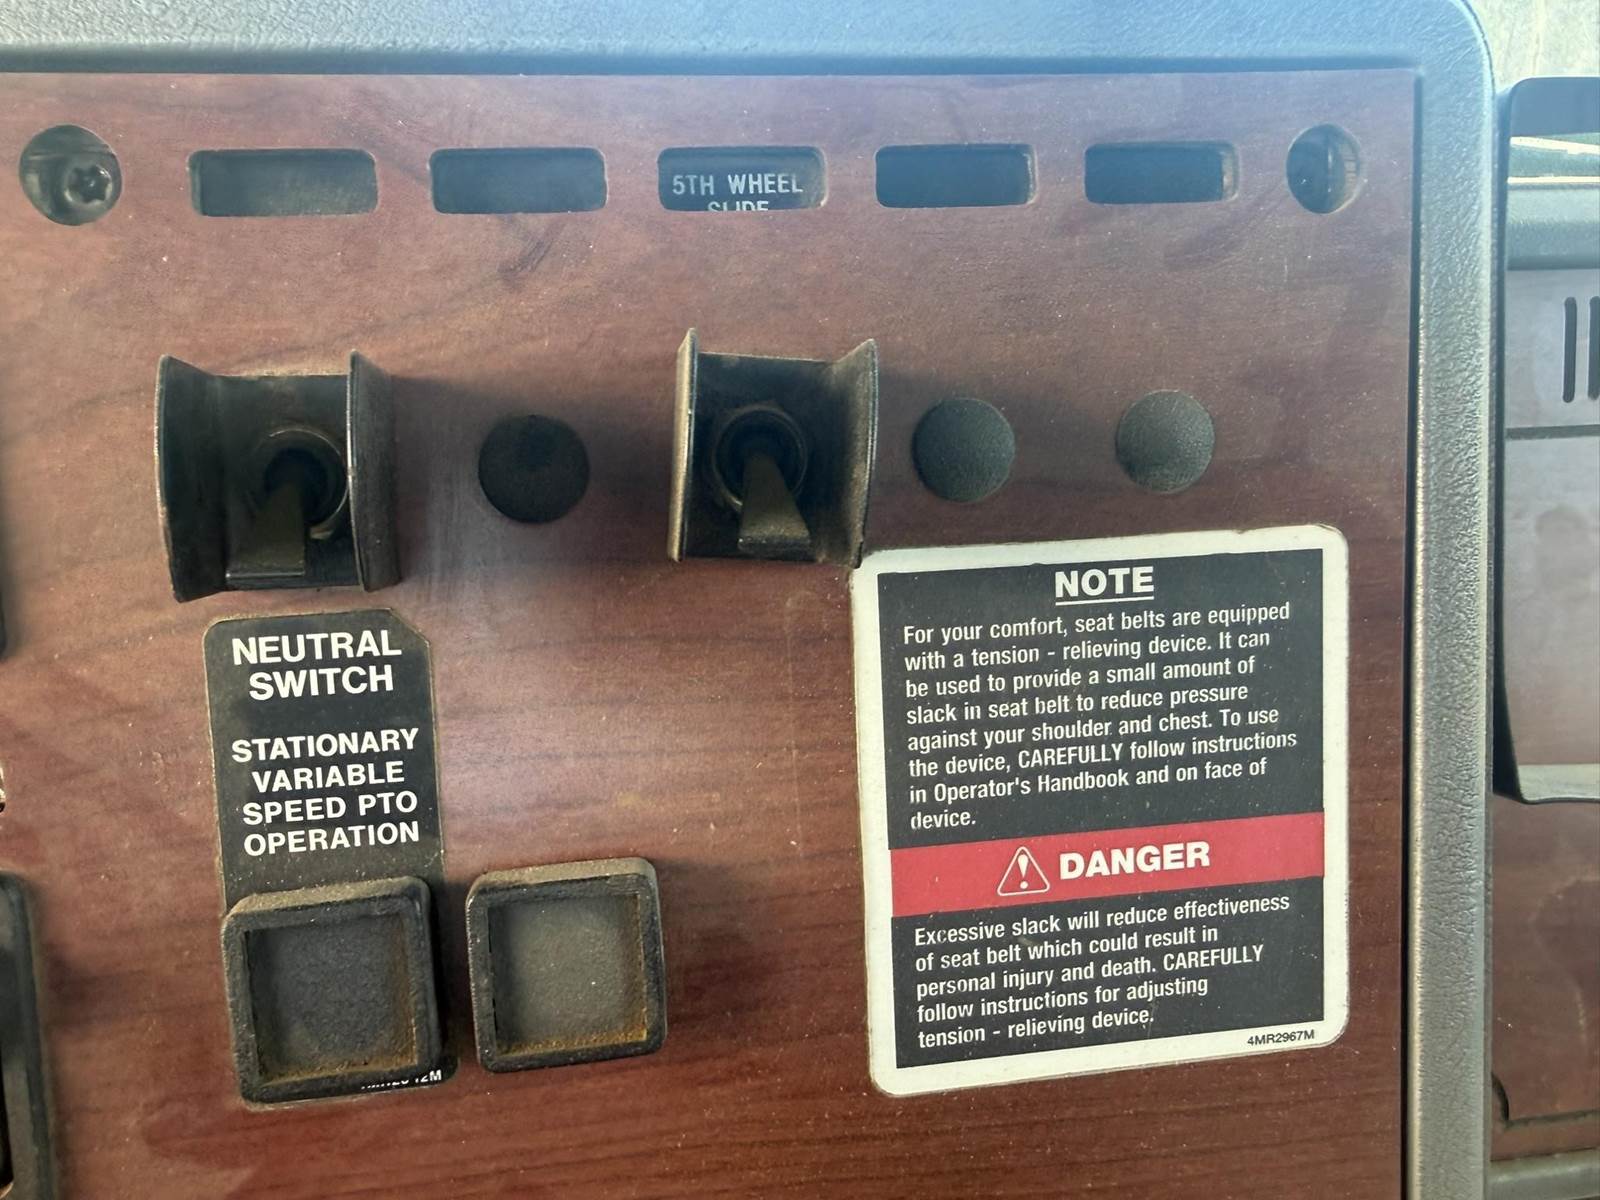 5TH WHEEL
SLIDE
NEUTRAL
SWITCH
STATIONARY
VARIABLE
SPEED PTO
OPERATION
NOTE
For your comfort, seat belts are equipped
with a tension - relieving device. It can
be used to provide a small amount of
slack in seat belt to reduce pressure
against your shoulder and chest. To use
the device, CAREFULLY follow instructions
in Operator's Handbook and on face of
device.
DANGER
Excessive slack will reduce effectiveness
of seat belt which could result in
personal injury and death. CAREFULLY
follow instructions for adjusting
tension - relieving device.
4MR2967M